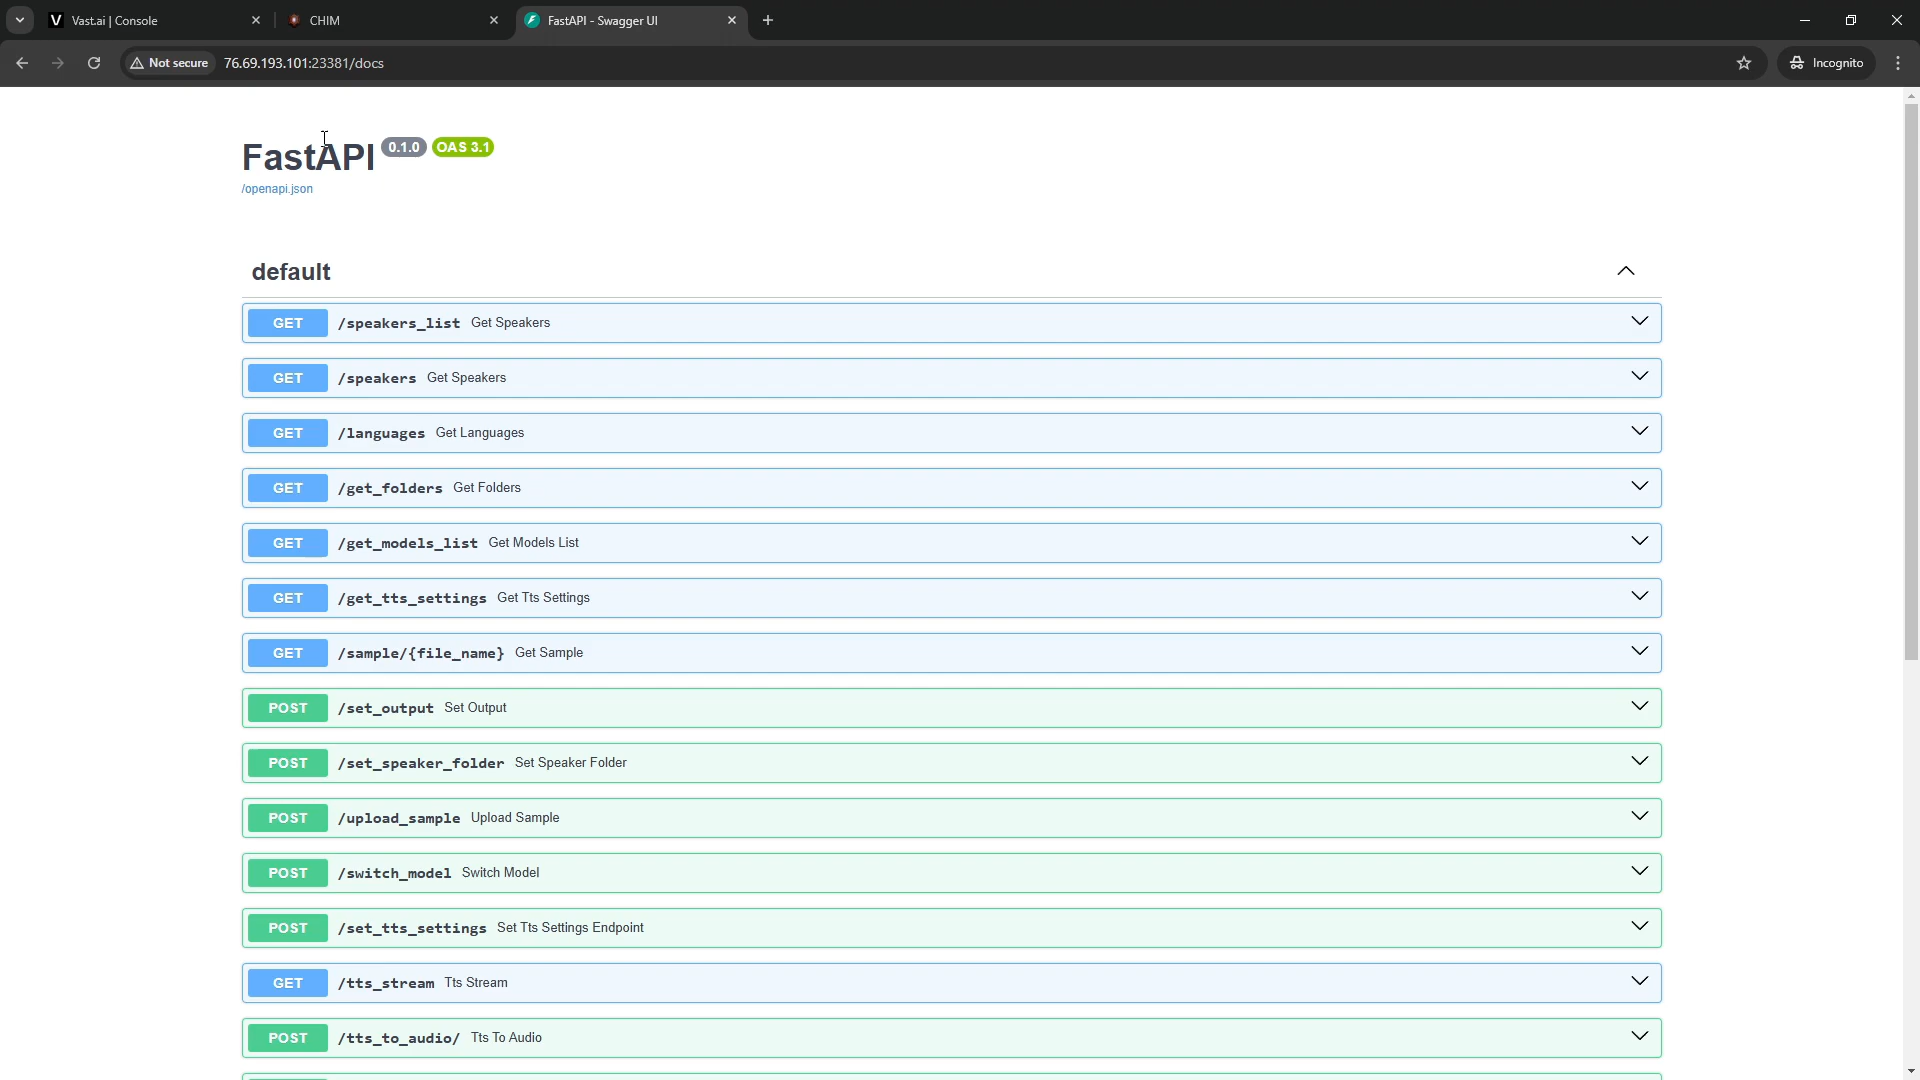 Vast.ai | Console
CHIM
FastAPI - Swagger UI
Not secure
76.69.193.101:23381/docs
Incognito
FastAPI 0.1.0 OAS 3.1
/openapi.json
default
GET /speakers_list Get Speakers
GET /speakers Get Speakers
GET /languages Get Languages
GET /get_folders Get Folders
GET /get_models_list Get Models List
GET /get_tts_settings Get Tts Settings
GET /sample/{file_name} Get Sample
POST /set_output Set Output
POST /set_speaker_folder Set Speaker Folder
POST /upload_sample Upload Sample
POST /switch_model Switch Model
POST /set_tts_settings Set Tts Settings Endpoint
GET /tts_stream Tts Stream
POST /tts_to_audio/ Tts To Audio